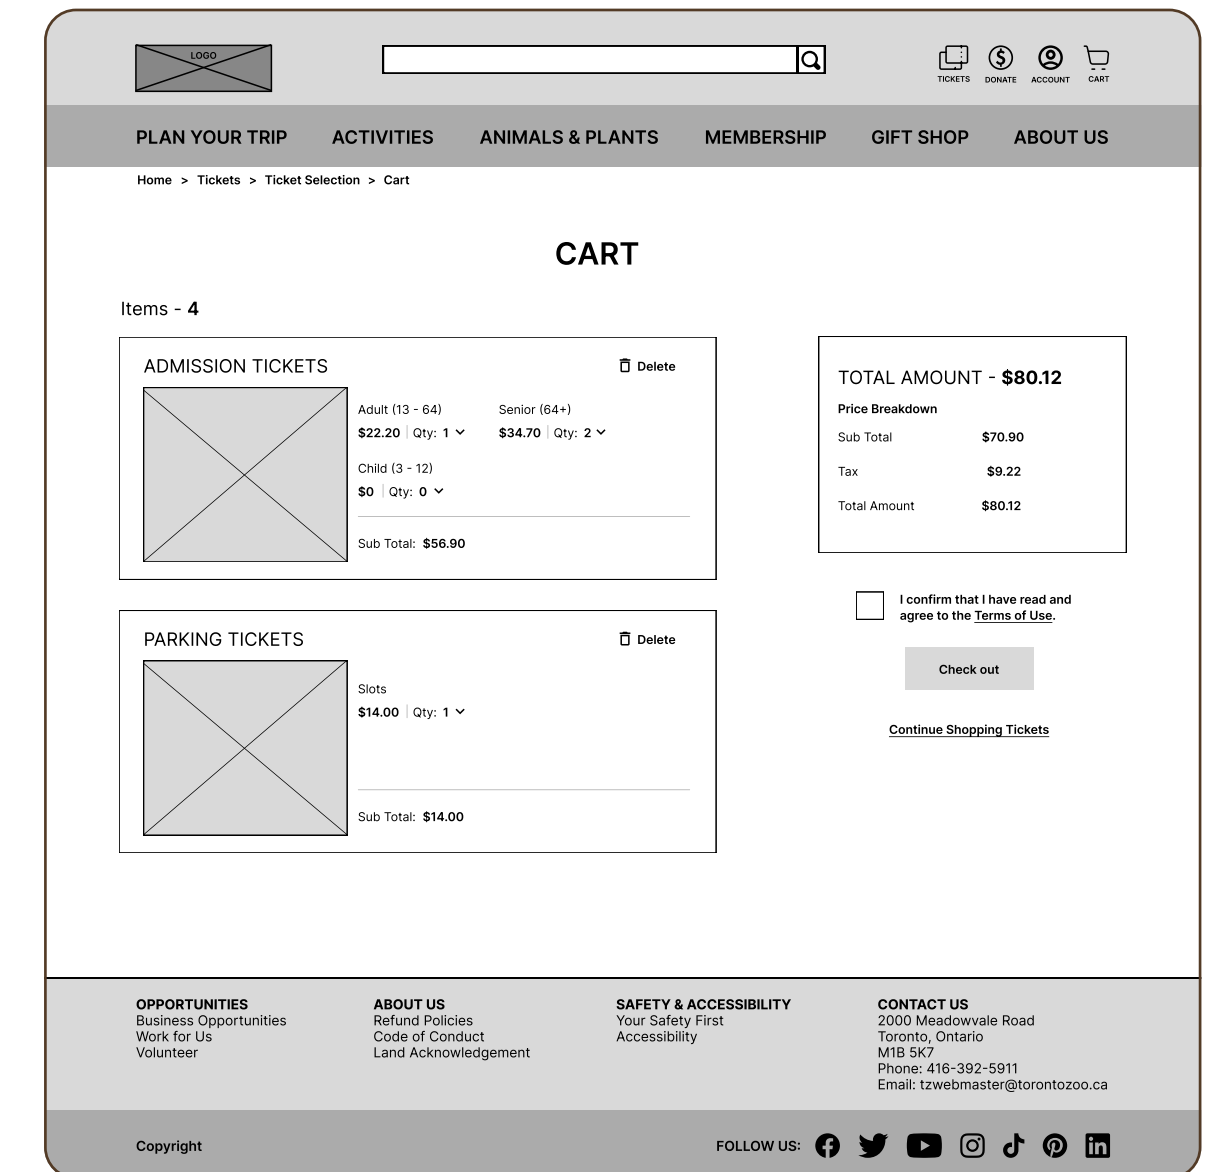 LOGO
TICKETS DONATE ACCOUNT CART
PLAN YOUR TRIP ACTIVITIES ANIMALS & PLANTS MEMBERSHIP GIFT SHOP ABOUT US
Home > Tickets > Ticket Selection > Cart
CART
Items - 4
ADMISSION TICKETS
Delete
Adult (13 - 64)
$22.20 | Qty: 1
Senior (64+)
$34.70 | Qty: 2
Child (3 - 12)
$0 | Qty: 0
Sub Total: $56.90
PARKING TICKETS
Delete
Slots
$14.00 | Qty: 1
Sub Total: $14.00
TOTAL AMOUNT - $80.12
Price Breakdown
Sub Total $70.90
Tax $9.22
Total Amount $80.12
I confirm that I have read and
agree to the Terms of Use.
Check out
Continue Shopping Tickets
OPPORTUNITIES
Business Opportunities
Work for Us
Volunteer
ABOUT US
Refund Policies
Code of Conduct
Land Acknowledgement
SAFETY & ACCESSIBILITY
Your Safety First
Accessibility
CONTACT US
2000 Meadowvale Road
Toronto, Ontario
M1B 5K7
Phone: 416-392-5911
Email: tzwebmaster@torontozoo.ca
Copyright
FOLLOW US: